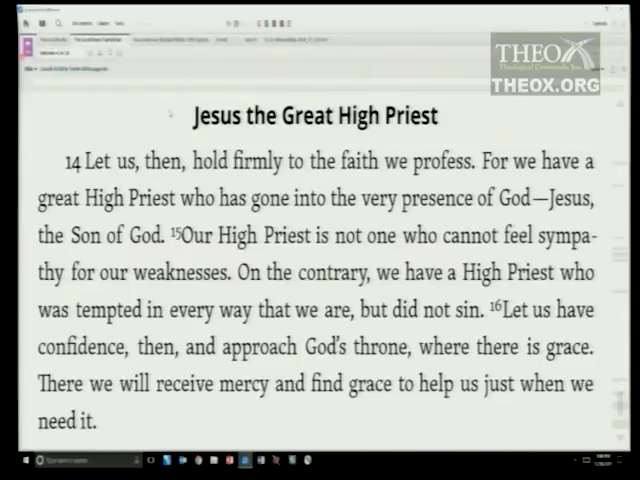 THEOX
THEOX.ORG
Jesus the Great High Priest
14 Let us, then, hold firmly to the faith we profess. For we have a
great High Priest who has gone into the very presence of God—Jesus,
the Son of God. ¹⁵Our High Priest is not one who cannot feel sympa-
thy for our weaknesses. On the contrary, we have a High Priest who
was tempted in every way that we are, but did not sin. ¹⁶Let us have
confidence, then, and approach God's throne, where there is grace.
There we will receive mercy and find grace to help us just when we
need it.